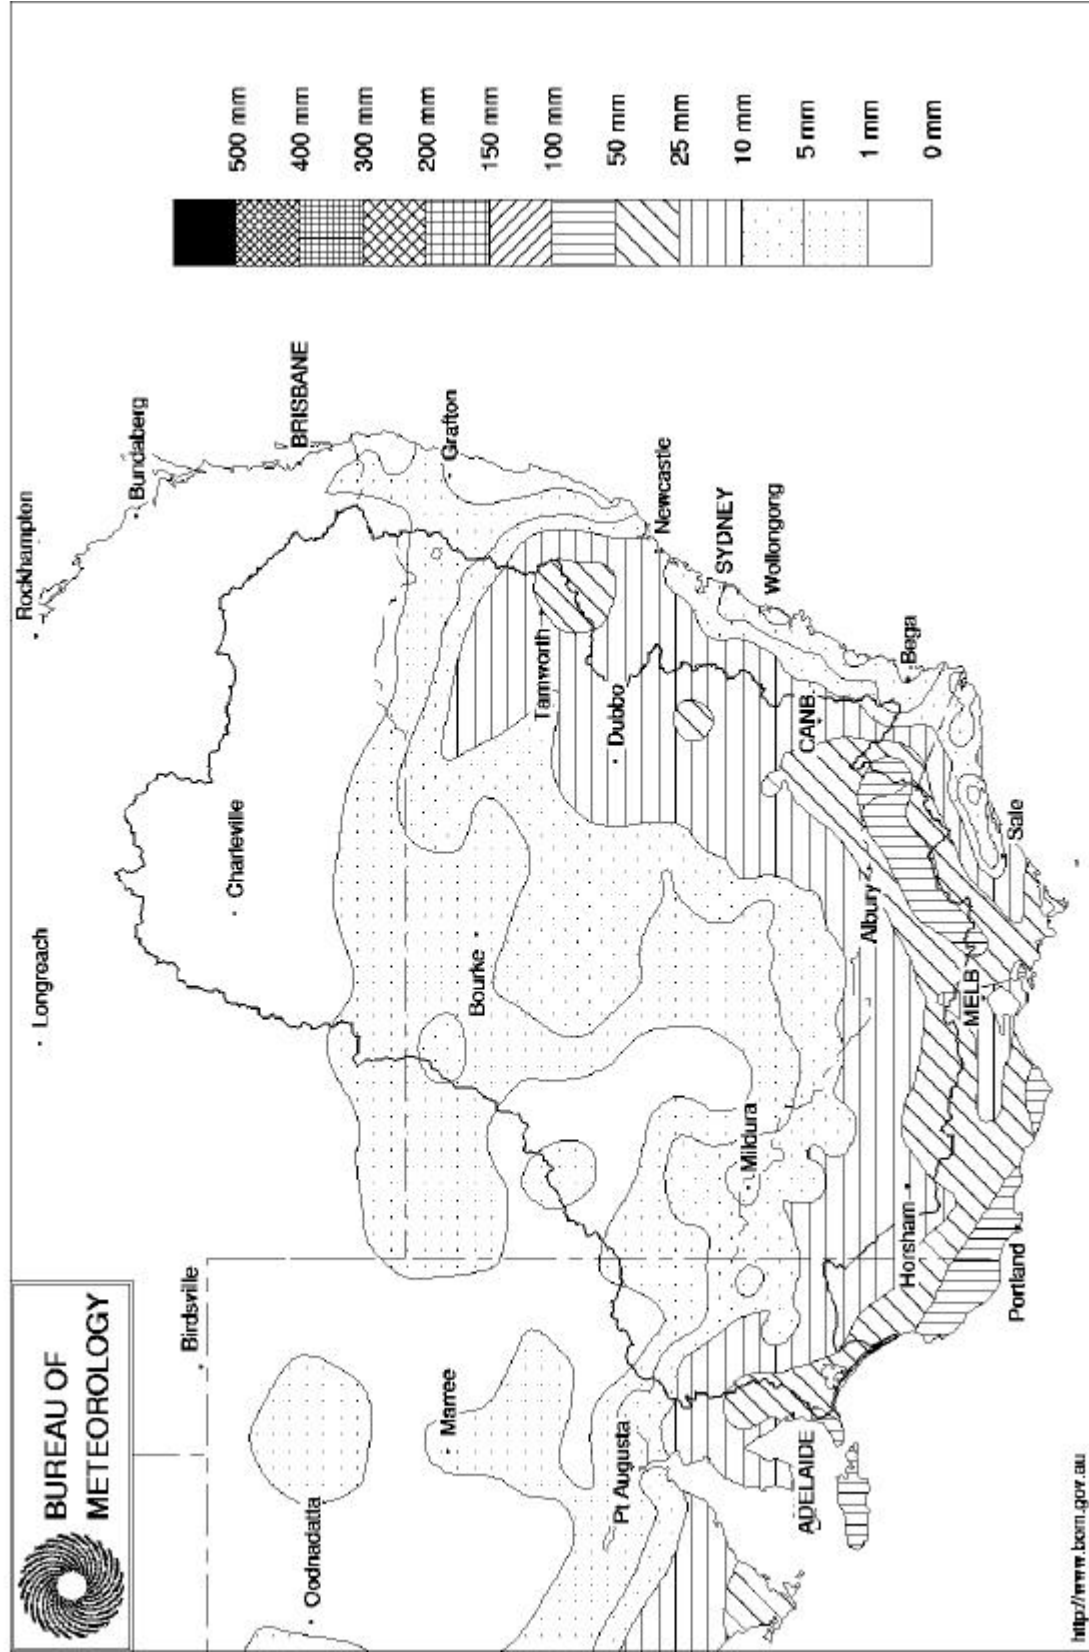 BUREAU OF
METEOROLOGY
Rockhampton
Longreach
Bundaberg
Birdsville
Charleville
BRISBANE
Oodnadatta
Marree
Bourke
Grafton
Tamworth
Pt Augusta
Dubbo
Newcastle
Mildura
SYDNEY
Wollongong
ADELAIDE
CANB.
Albury
Horsham
Bega
MELB
Sale
Portland
500 mm
400 mm
300 mm
200 mm
150 mm
100 mm
50 mm
25 mm
10 mm
5 mm
1 mm
0 mm
http://www.bom.gov.au